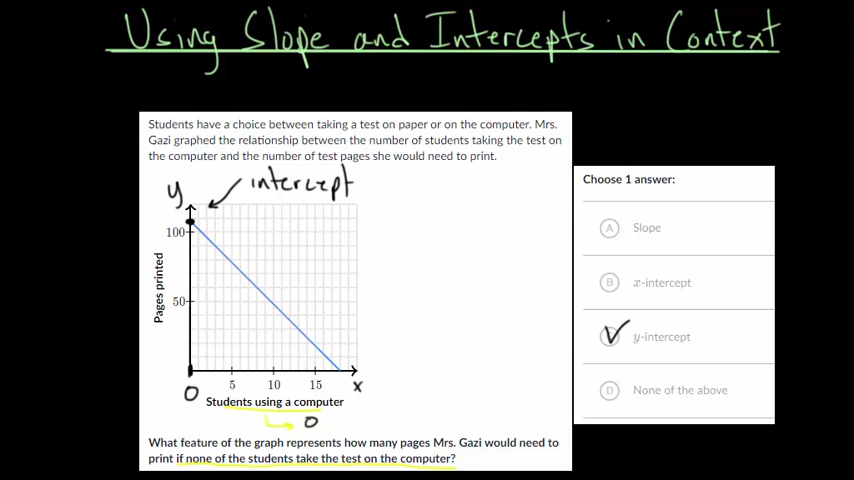 Using Slope and Intercepts in Context
Students have a choice between taking a test on paper or on the computer. Mrs.
Gazi graphed the relationship between the number of students taking the test on
the computer and the number of test pages she would need to print.
y
intercept
100
50
Pages printed
0
5
10
15
x
Students using a computer
0
What feature of the graph represents how many pages Mrs. Gazi would need to
print if none of the students take the test on the computer?
Choose 1 answer:
A Slope
B x-intercept
y-intercept
D None of the above